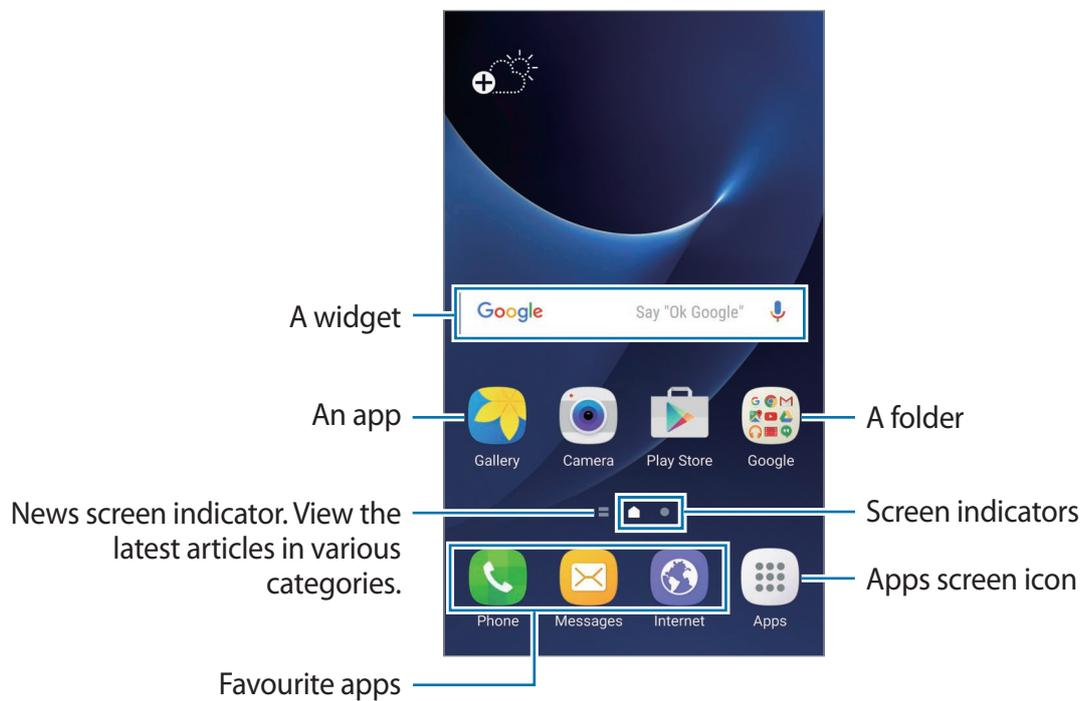 A widget
Google Say "Ok Google"
An app
A folder
Gallery Camera Play Store Google
News screen indicator. View the
latest articles in various
categories.
Screen indicators
Apps screen icon
Phone Messages Internet Apps
Favourite apps